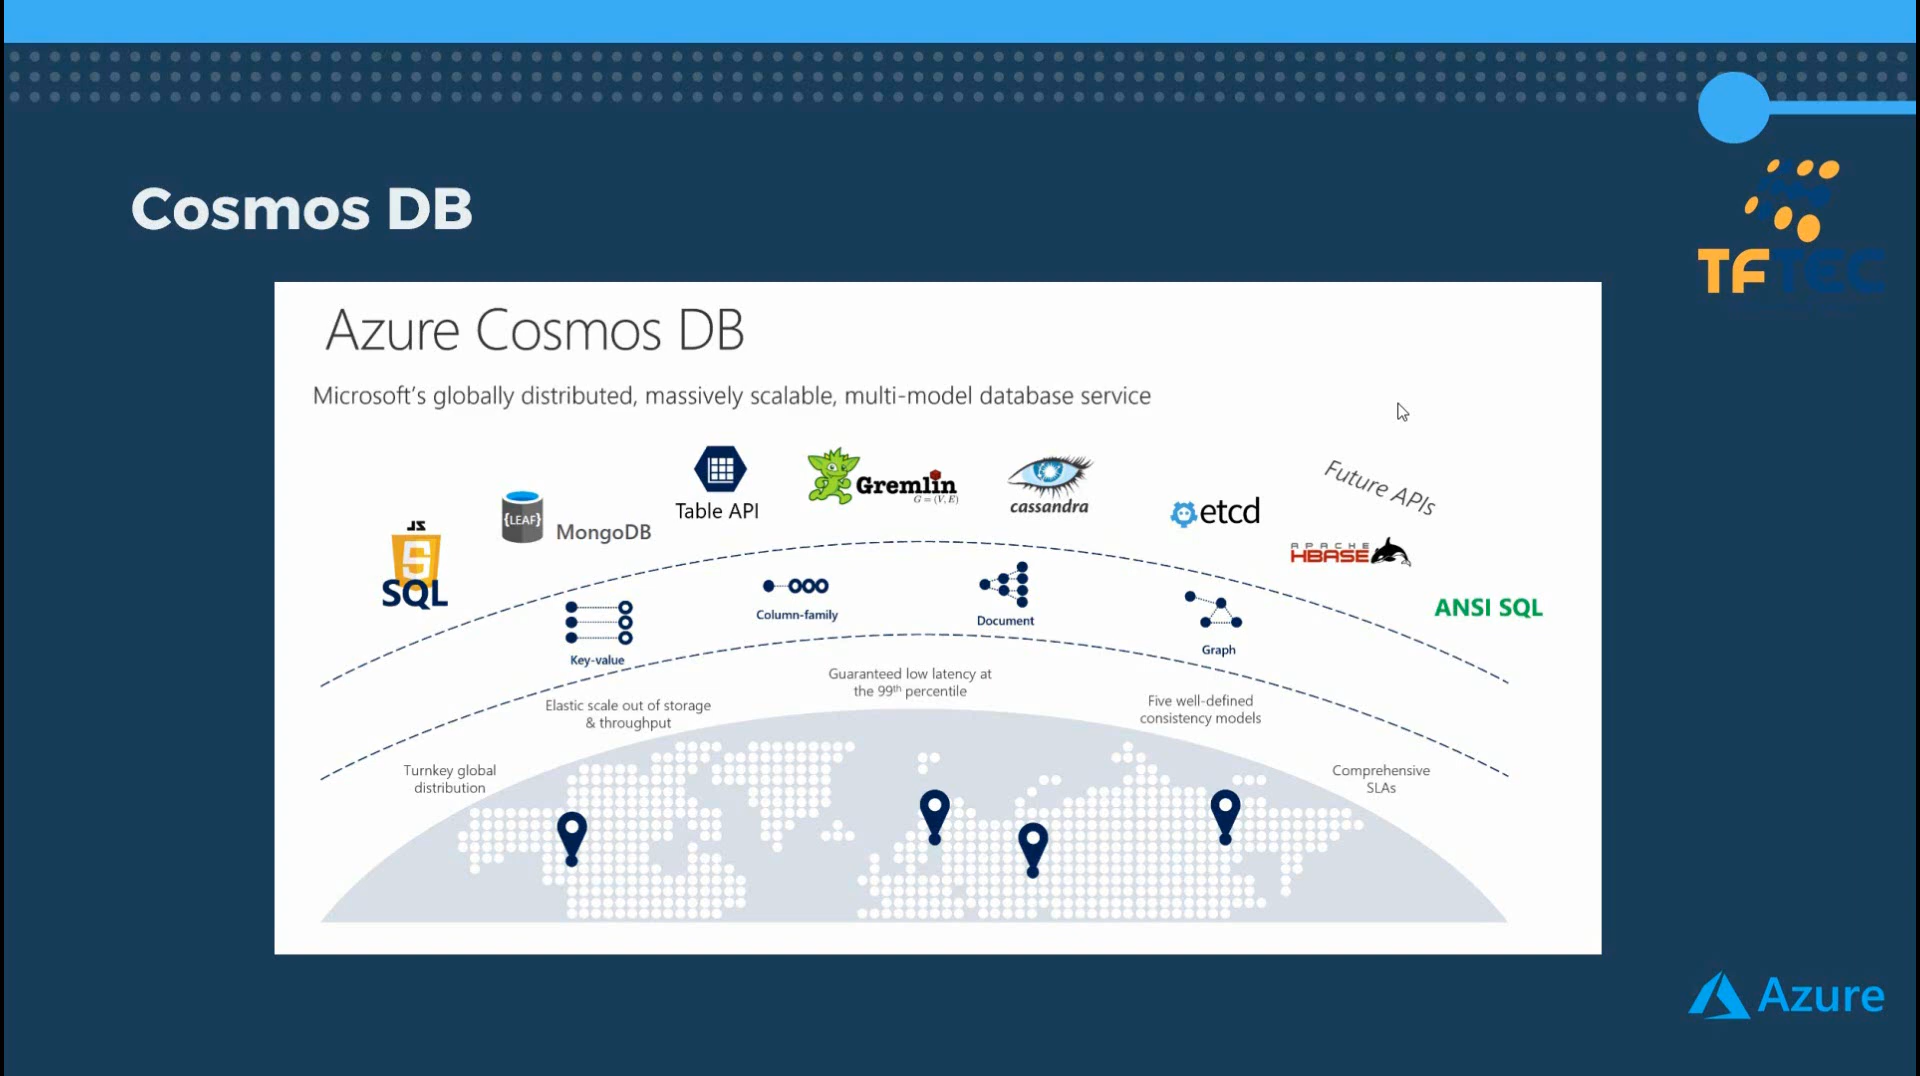 Cosmos DB
TFTEC
Azure Cosmos DB
Microsoft's globally distributed, massively scalable, multi-model database service
JS
SQL
{LEAF}
MongoDB
Table API
Gremlin
G = (V, E)
cassandra
etcd
Future APIs
APACHE
HBASE
ANSI SQL
Key-value
Column-family
Document
Graph
Turnkey global
distribution
Elastic scale out of storage
& throughput
Guaranteed low latency at
the 99th percentile
Five well-defined
consistency models
Comprehensive
SLAs
Azure